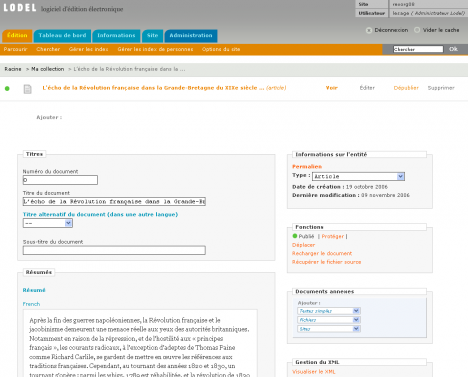 LODEL logiciel d'édition électronique
Site revorg00
Utilisateur lusage / (Administrateur Lodel)
Édition Tableau de bord Informations Site Administration
Déconnexion Vider le cache
Parcourir Chercher Gérer les index Gérer les index de personnes Options du site
Chercher Ok
Racine > Ma collection > L'écho de la Révolution française dans la ...
L'écho de la Révolution française dans la Grande-Bretagne du XIXe siècle ... (article) Voir Editer Dépublier Supprimer
Ajouter :
Titres
Numéro du document
0
Titre du document
L'écho de la Révolution française dans la Grande-Br
Titre alternatif du document (dans une autre langue)
--
Sous-titre du document
Résumés
Résumé
French
Après la fin des guerres napoléoniennes, la Révolution française et le
jacobinisme demeurent une menace réelle aux yeux des autorités britanniques.
Notamment en raison de la répression, et de l'hostilité aux « principes
français », les courants radicaux, à l'exception d'adeptes de Thomas Paine
comme Richard Carlile, se gardent de mettre en œuvre les références aux
traditions françaises. Cependant, au tournant des années 1820 et 1830, un
tournant s'opère : parmi les whigs, 1789 est réhabilitée, et la révolution de 1830
Informations sur l'entité
Permalien
Type : Article
Date de création : 19 octobre 2006
Dernière modification : 09 novembre 2006
Fonctions
Publié [ Protéger ]
Déplacer
Recharger le document
Récupérer le fichier source
Documents annexes
Ajouter :
Textes simples
Fichiers
Sites
Gestion du XML
Visualiser le XML